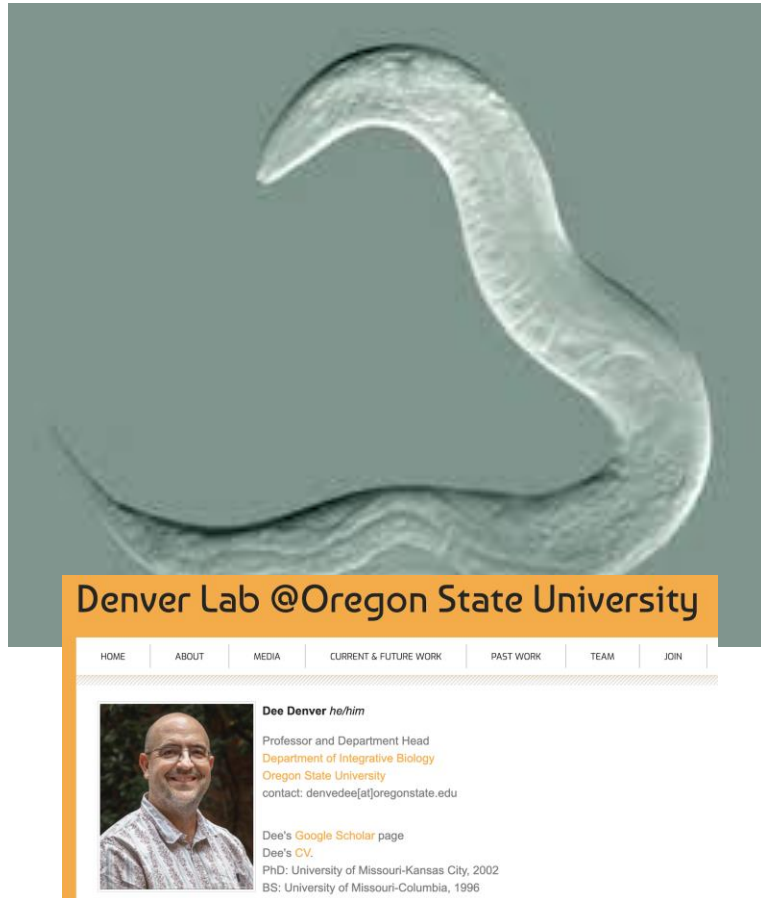 Denver Lab @Oregon State University
HOME ABOUT MEDIA CURRENT & FUTURE WORK PAST WORK TEAM JOIN
Dee Denver he/him
Professor and Department Head
Department of Integrative Biology
Oregon State University
contact: denvedee[at]oregonstate.edu
Dee's Google Scholar page
Dee's CV.
PhD: University of Missouri-Kansas City, 2002
BS: University of Missouri-Columbia, 1996